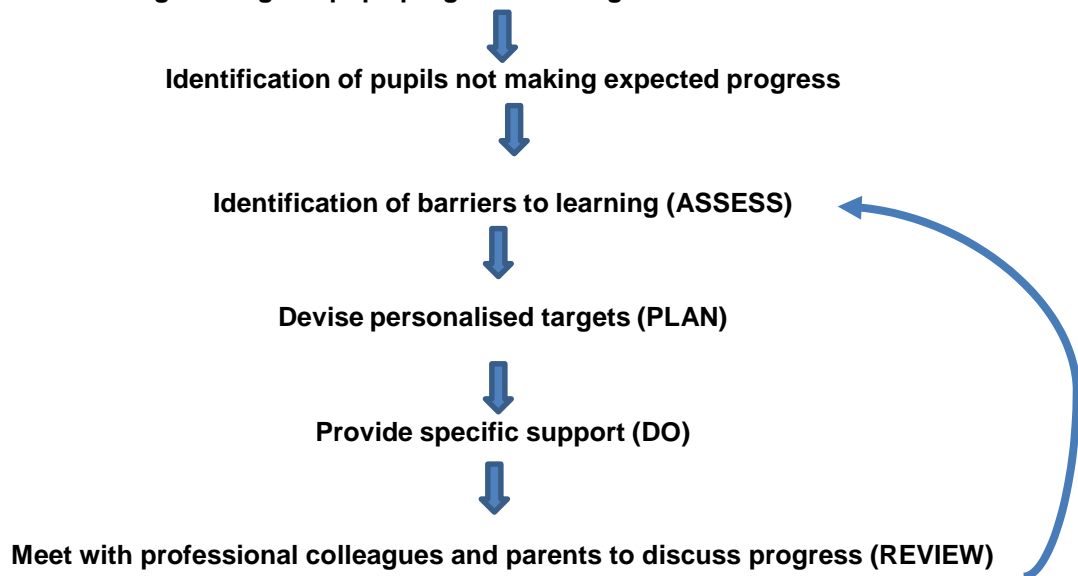 Identification of pupils not making expected progress
Identification of barriers to learning (ASSESS)
Devise personalised targets (PLAN)
Provide specific support (DO)
Meet with professional colleagues and parents to discuss progress (REVIEW)